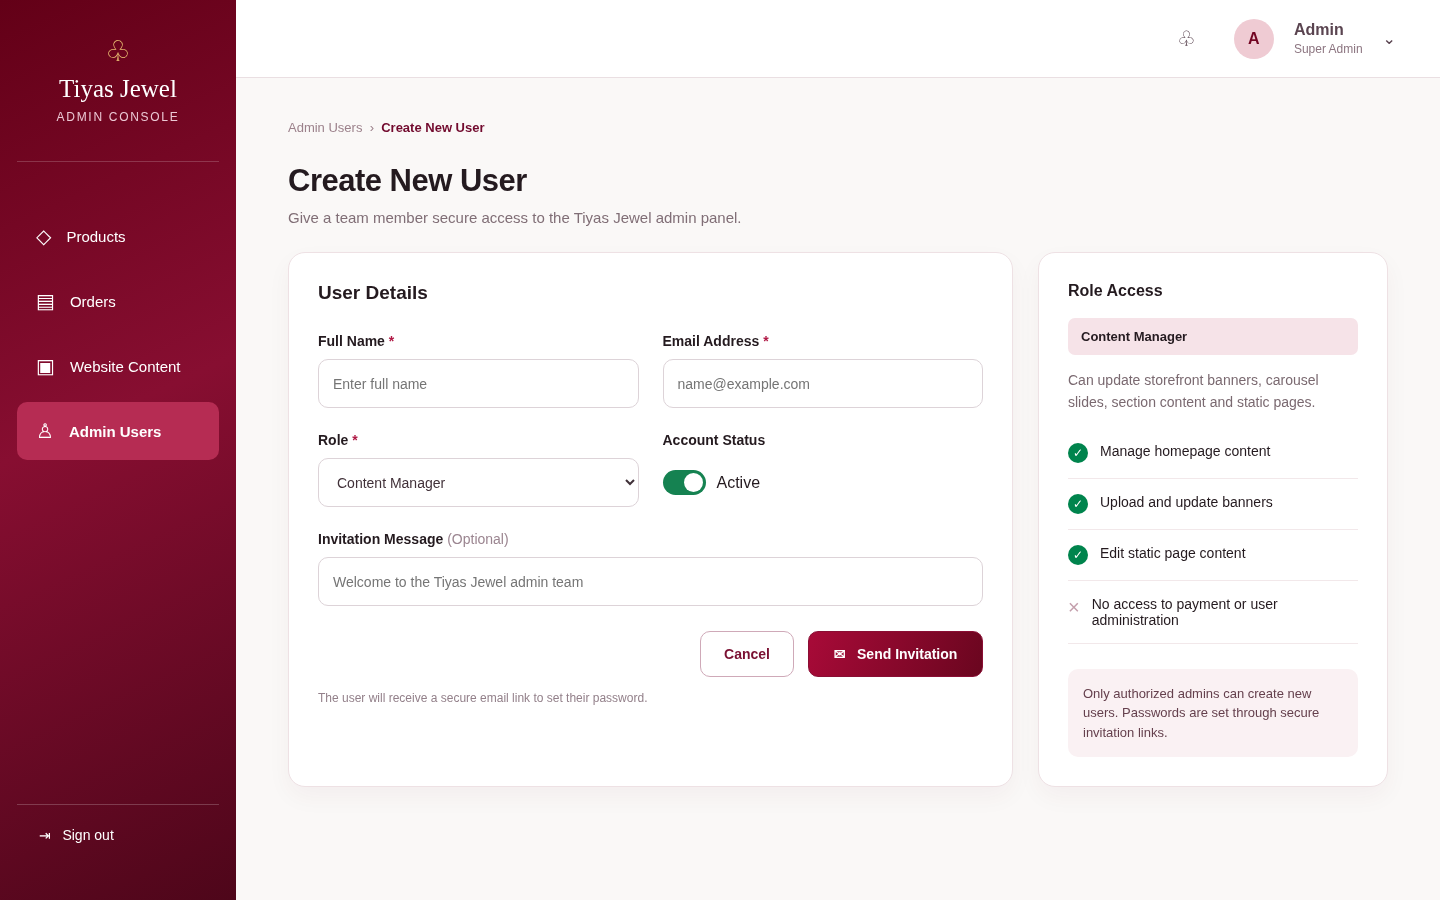 Tiyas Jewel
ADMIN CONSOLE
Products
Orders
Website Content
Admin Users
Sign out
A
Admin
Super Admin
Admin Users › Create New User
Create New User
Give a team member secure access to the Tiyas Jewel admin panel.
User Details
Full Name *
Enter full name
Email Address *
name@example.com
Role *
Content Manager
Account Status
Active
Invitation Message (Optional)
Welcome to the Tiyas Jewel admin team
Cancel
Send Invitation
The user will receive a secure email link to set their password.
Role Access
Content Manager
Can update storefront banners, carousel
slides, section content and static pages.
Manage homepage content
Upload and update banners
Edit static page content
No access to payment or user
administration
Only authorized admins can create new
users. Passwords are set through secure
invitation links.